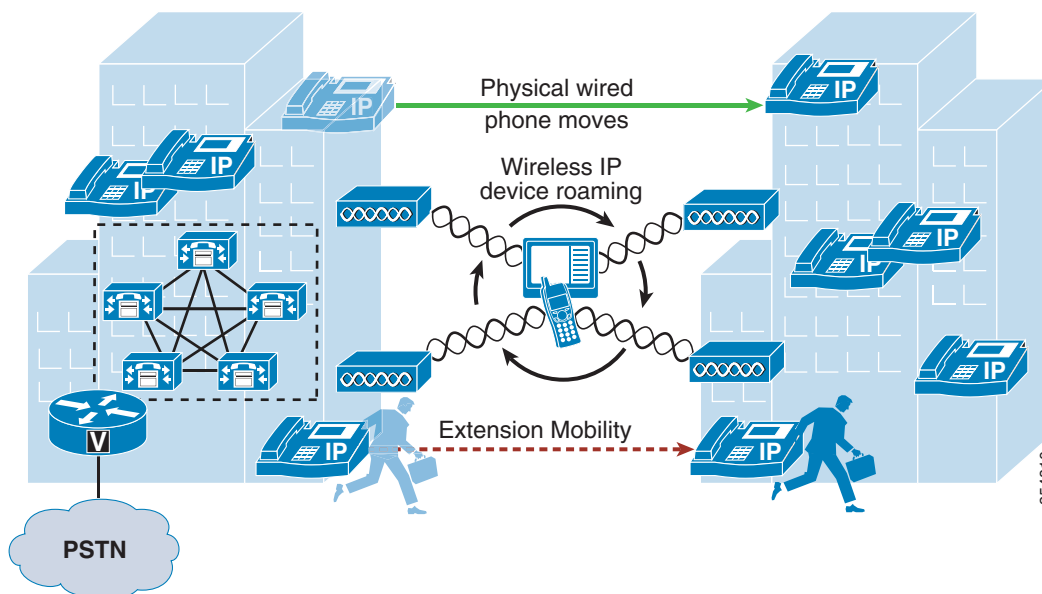 IP
Physical wired
phone moves
IP
IP
IP
Wireless IP
device roaming
IP
IP
IP
V
IP
Extension Mobility
IP
PSTN